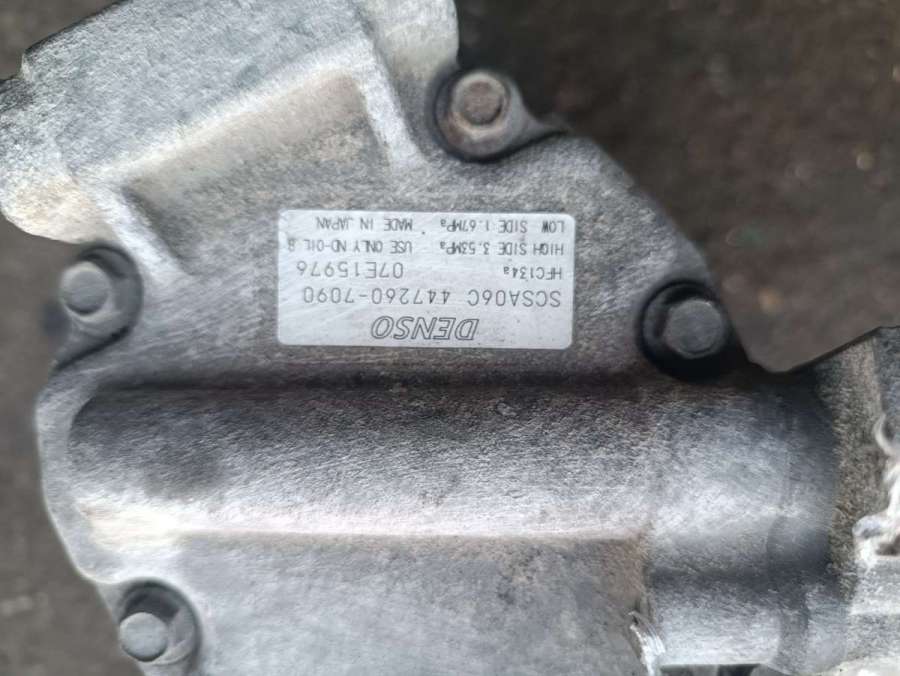 DENSO
SCSA06C 447260-7090
HFC134a 07E15976
HIGH SIDE 3.53MPa USE ONLY ND-OIL 8
LOW SIDE 1.67MPa MADE IN JAPAN